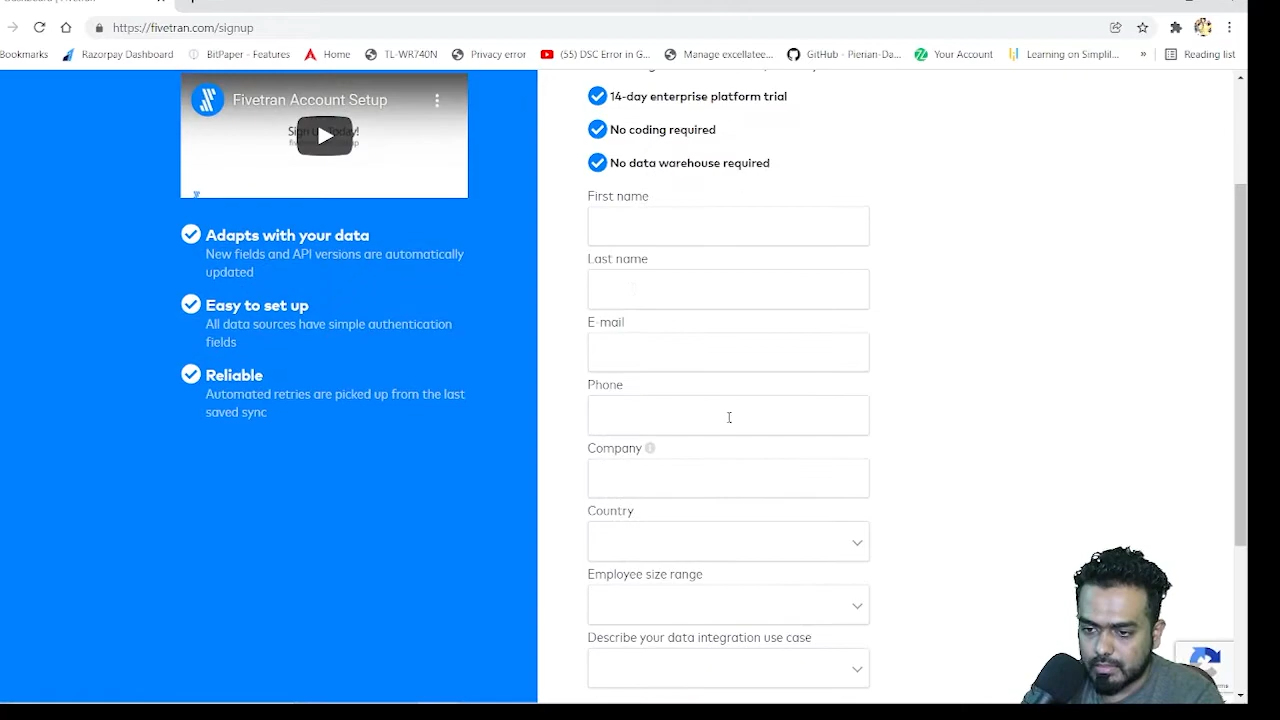 https://fivetran.com/signup
Bookmarks
Razorpay Dashboard
BitPaper - Features
Home
TL-WR740N
Privacy error
(55) DSC Error in G...
Manage excellatee...
GitHub - Pierian-Da...
Your Account
Learning on Simplil...
»
Reading list
Fivetran Account Setup
Sign Up Today!
Adapts with your data
New fields and API versions are automatically
updated
Easy to set up
All data sources have simple authentication
fields
Reliable
Automated retries are picked up from the last
saved sync
14-day enterprise platform trial
No coding required
No data warehouse required
First name
Last name
E-mail
Phone
Company
Country
Employee size range
Describe your data integration use case